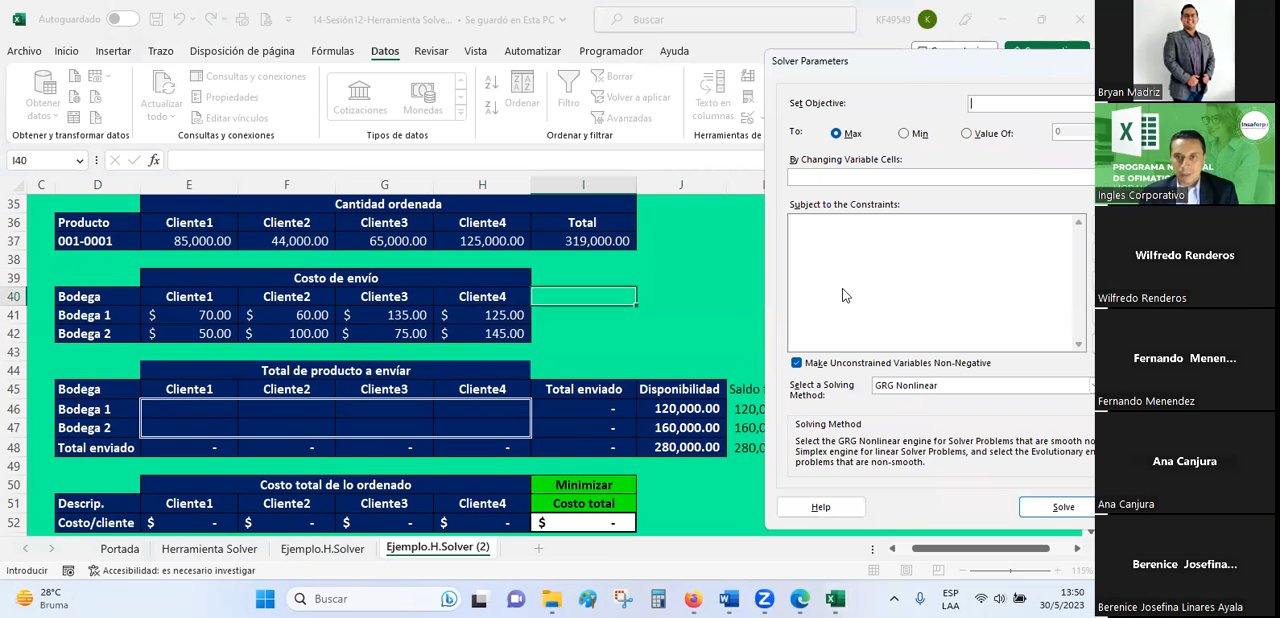 Autoguardado
14-Sesión12-Herramienta Solve... • Se guardó en Esta PC
Buscar
KF49549
K
Archivo Inicio Insertar Trazo Disposición de página Fórmulas Datos Revisar Vista Automatizar Programador Ayuda
Obtener datos
Obtener y transformar datos
Actualizar todo
Consultas y conexiones
Propiedades
Editar vínculos
Consultas y conexiones
Cotizaciones
Monedas
Tipos de datos
Ordenar
Filtro
Borrar
Volver a aplicar
Avanzadas
Ordenar y filtrar
Texto en columnas
Herramientas de
I40
fx
C D E F G H I J
35 Cantidad ordenada
36 Producto Cliente1 Cliente2 Cliente3 Cliente4 Total
37 001-0001 85,000.00 44,000.00 65,000.00 125,000.00 319,000.00
38
39 Costo de envío
40 Bodega Cliente1 Cliente2 Cliente3 Cliente4
41 Bodega 1 $ 70.00 $ 60.00 $ 135.00 $ 125.00
42 Bodega 2 $ 50.00 $ 100.00 $ 75.00 $ 145.00
43
44 Total de producto a envíar
45 Bodega Cliente1 Cliente2 Cliente3 Cliente4 Total enviado Disponibilidad Saldo
46 Bodega 1 - 120,000.00 120,0
47 Bodega 2 - 160,000.00 160,0
48 Total enviado - - - - - 280,000.00 280,0
49
50 Costo total de lo ordenado Minimizar
51 Descrip. Cliente1 Cliente2 Cliente3 Cliente4 Costo total
52 Costo/cliente $ - $ - $ - $ - $ -
Solver Parameters
Set Objective:
To: Max Min Value Of: 0
By Changing Variable Cells:
Subject to the Constraints:
Make Unconstrained Variables Non-Negative
Select a Solving Method: GRG Nonlinear
Solving Method
Select the GRG Nonlinear engine for Solver Problems that are smooth no
Simplex engine for linear Solver Problems, and select the Evolutionary en
problems that are non-smooth.
Help
Solve
Portada Herramienta Solver Ejemplo.H.Solver Ejemplo.H.Solver (2)
Introducir
Accesibilidad: es necesario investigar
115%
28°C
Bruma
Buscar
ESP
LAA
13:50
30/5/2023
Bryan Madriz
PROGRAMA
DE OFIMATIC
Ingles Corporativo
Wilfredo Renderos
Wilfredo Renderos
Fernando Menen...
Fernando Menendez
Ana Canjura
Ana Canjura
Berenice Josefina...
Berenice Josefina Linares Ayala